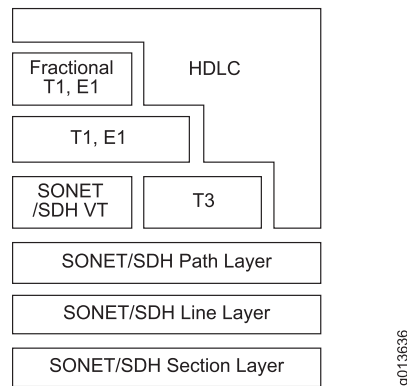 HDLC
Fractional
T1, E1
T1, E1
SONET
/SDH VT
T3
SONET/SDH Path Layer
SONET/SDH Line Layer
SONET/SDH Section Layer
g013636